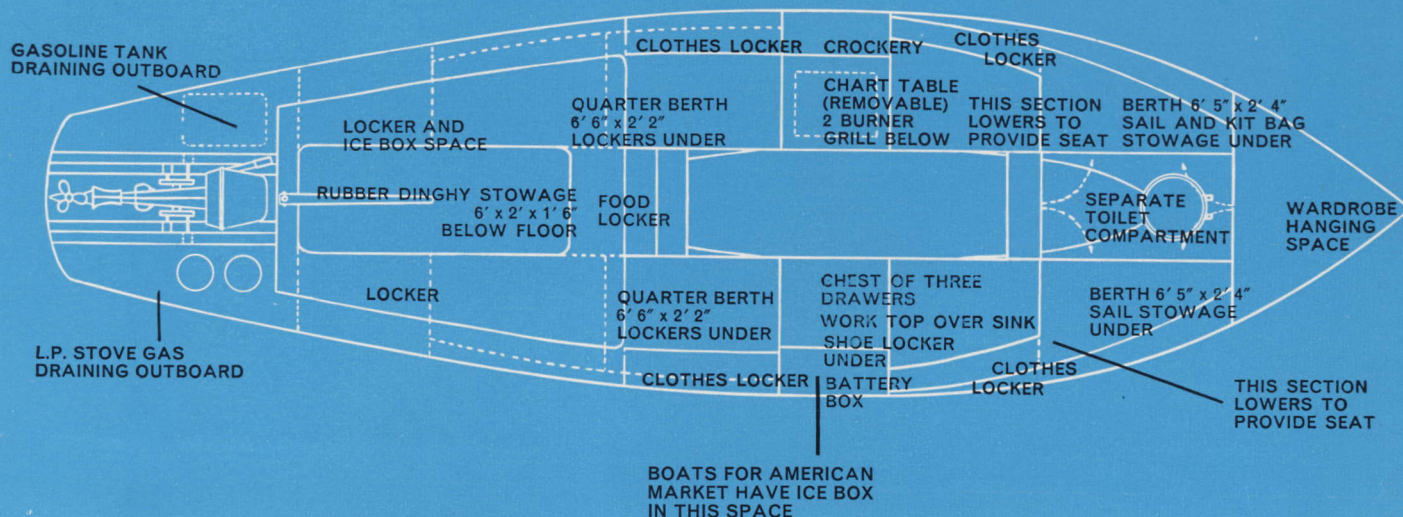 GASOLINE TANK
DRAINING OUTBOARD
LOCKER AND
ICE BOX SPACE
QUARTER BERTH
6′ 6″ x 2′ 2″
LOCKERS UNDER
CLOTHES LOCKER
CROCKERY
CHART TABLE
(REMOVABLE)
2 BURNER
GRILL BELOW
CLOTHES
LOCKER
THIS SECTION
LOWERS TO
PROVIDE SEAT
BERTH 6′ 5″ x 2′ 4″
SAIL AND KIT BAG
STOWAGE UNDER
RUBBER DINGHY STOWAGE
6′ x 2′ x 1′ 6″
BELOW FLOOR
FOOD
LOCKER
SEPARATE
TOILET
COMPARTMENT
WARDROBE
HANGING
SPACE
LOCKER
QUARTER BERTH
6′ 6″ x 2′ 2″
LOCKERS UNDER
CHEST OF THREE
DRAWERS
WORK TOP OVER SINK
SHOE LOCKER
UNDER
BERTH 6′ 5″ x 2′ 4″
SAIL STOWAGE
UNDER
L.P. STOVE GAS
DRAINING OUTBOARD
CLOTHES LOCKER
BATTERY
BOX
CLOTHES
LOCKER
THIS SECTION
LOWERS TO
PROVIDE SEAT
BOATS FOR AMERICAN
MARKET HAVE ICE BOX
IN THIS SPACE